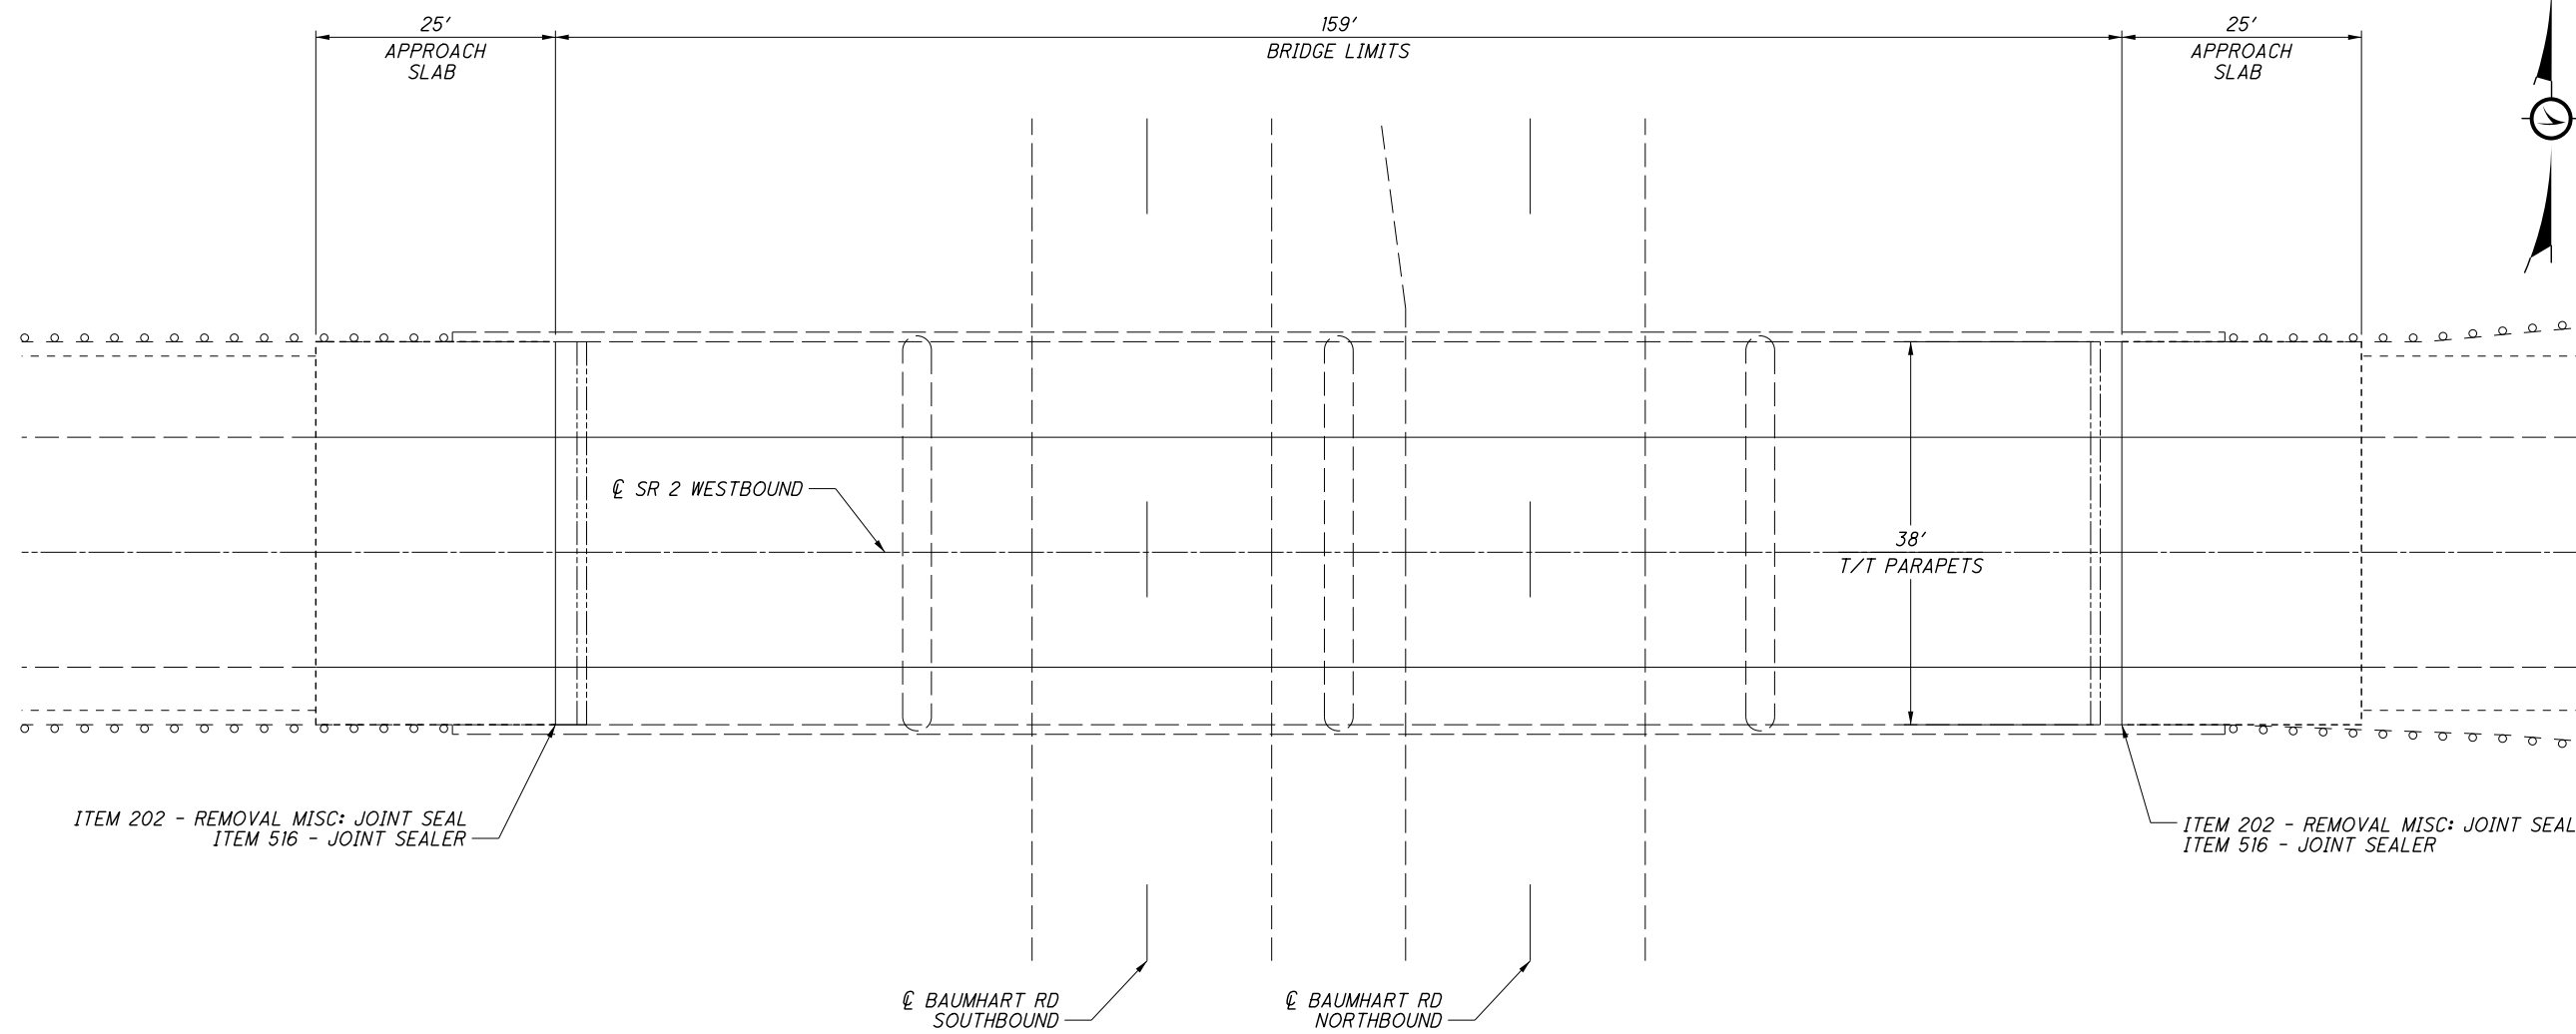 25'
APPROACH
SLAB
159'
BRIDGE LIMITS
25'
APPROACH
SLAB
℄ SR 2 WESTBOUND
38'
T/T PARAPETS
ITEM 202 - REMOVAL MISC: JOINT SEAL
ITEM 516 - JOINT SEALER
ITEM 202 - REMOVAL MISC: JOINT SEAL
ITEM 516 - JOINT SEALER
℄ BAUMHART RD
SOUTHBOUND
℄ BAUMHART RD
NORTHBOUND